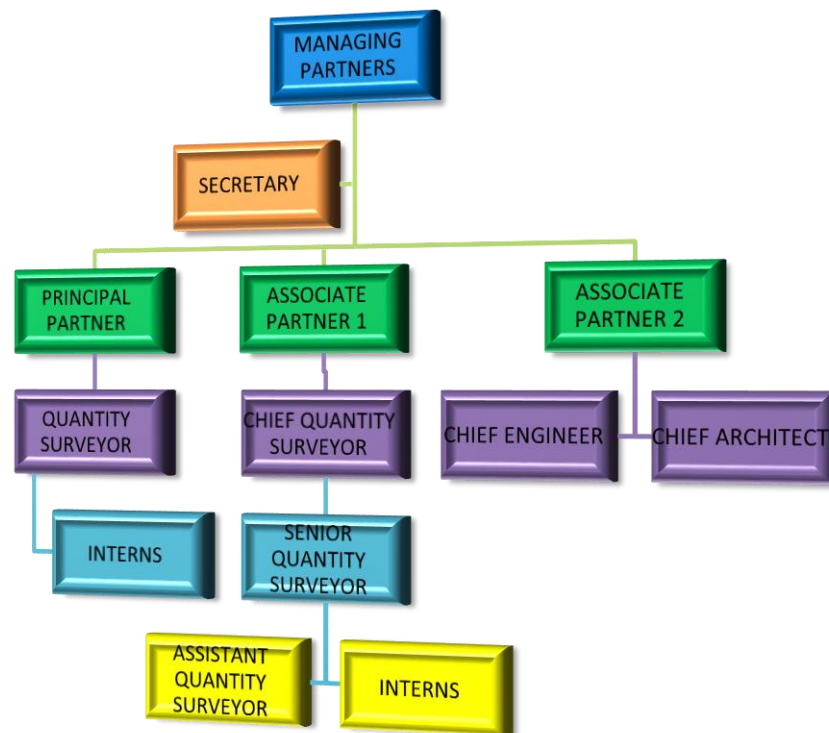 MANAGING
PARTNERS
SECRETARY
PRINCIPAL
PARTNER
ASSOCIATE
PARTNER 1
ASSOCIATE
PARTNER 2
QUANTITY
SURVEYOR
CHIEF QUANTITY
SURVEYOR
CHIEF ENGINEER
CHIEF ARCHITECT
INTERNS
SENIOR
QUANTITY
SURVEYOR
ASSISTANT
QUANTITY
SURVEYOR
INTERNS